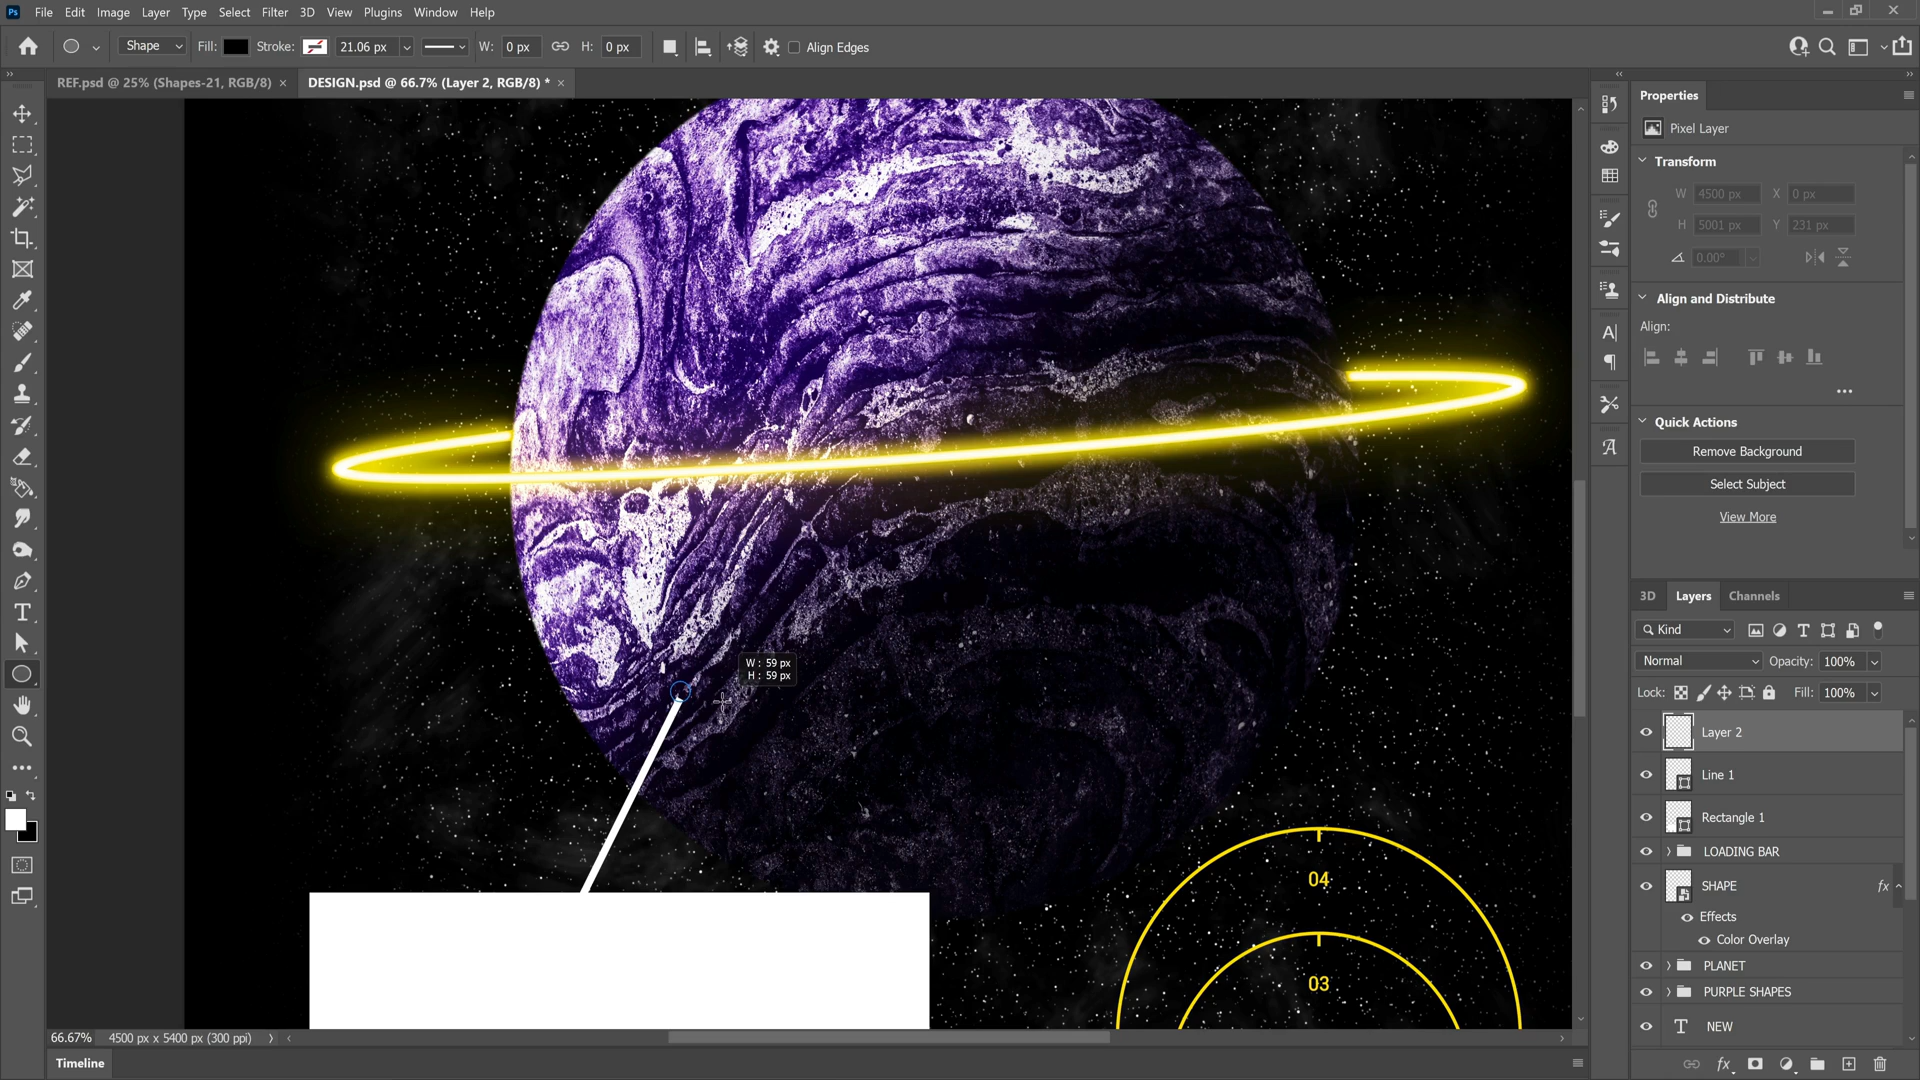 Ps File Edit Image Layer Type Select Filter 3D View Plugins Window Help
Shape Fill: Stroke: 21.06 px W: 0 px H: 0 px Align Edges
REF.psd @ 25% (Shapes-21, RGB/8) × DESIGN.psd @ 66.7% (Layer 2, RGB/8) * ×
Properties
Pixel Layer
Transform
W 4500 px X 0 px
H 5001 px Y 231 px
0.00°
Align and Distribute
Align:
Quick Actions
Remove Background
Select Subject
View More
W : 59 px
H : 59 px
04
03
3D Layers Channels
Kind
Normal Opacity: 100%
Lock: Fill: 100%
Layer 2
Line 1
Rectangle 1
LOADING BAR
SHAPE fx
Effects
Color Overlay
PLANET
PURPLE SHAPES
T NEW
fx
66.67% 4500 px x 5400 px (300 ppi)
Timeline